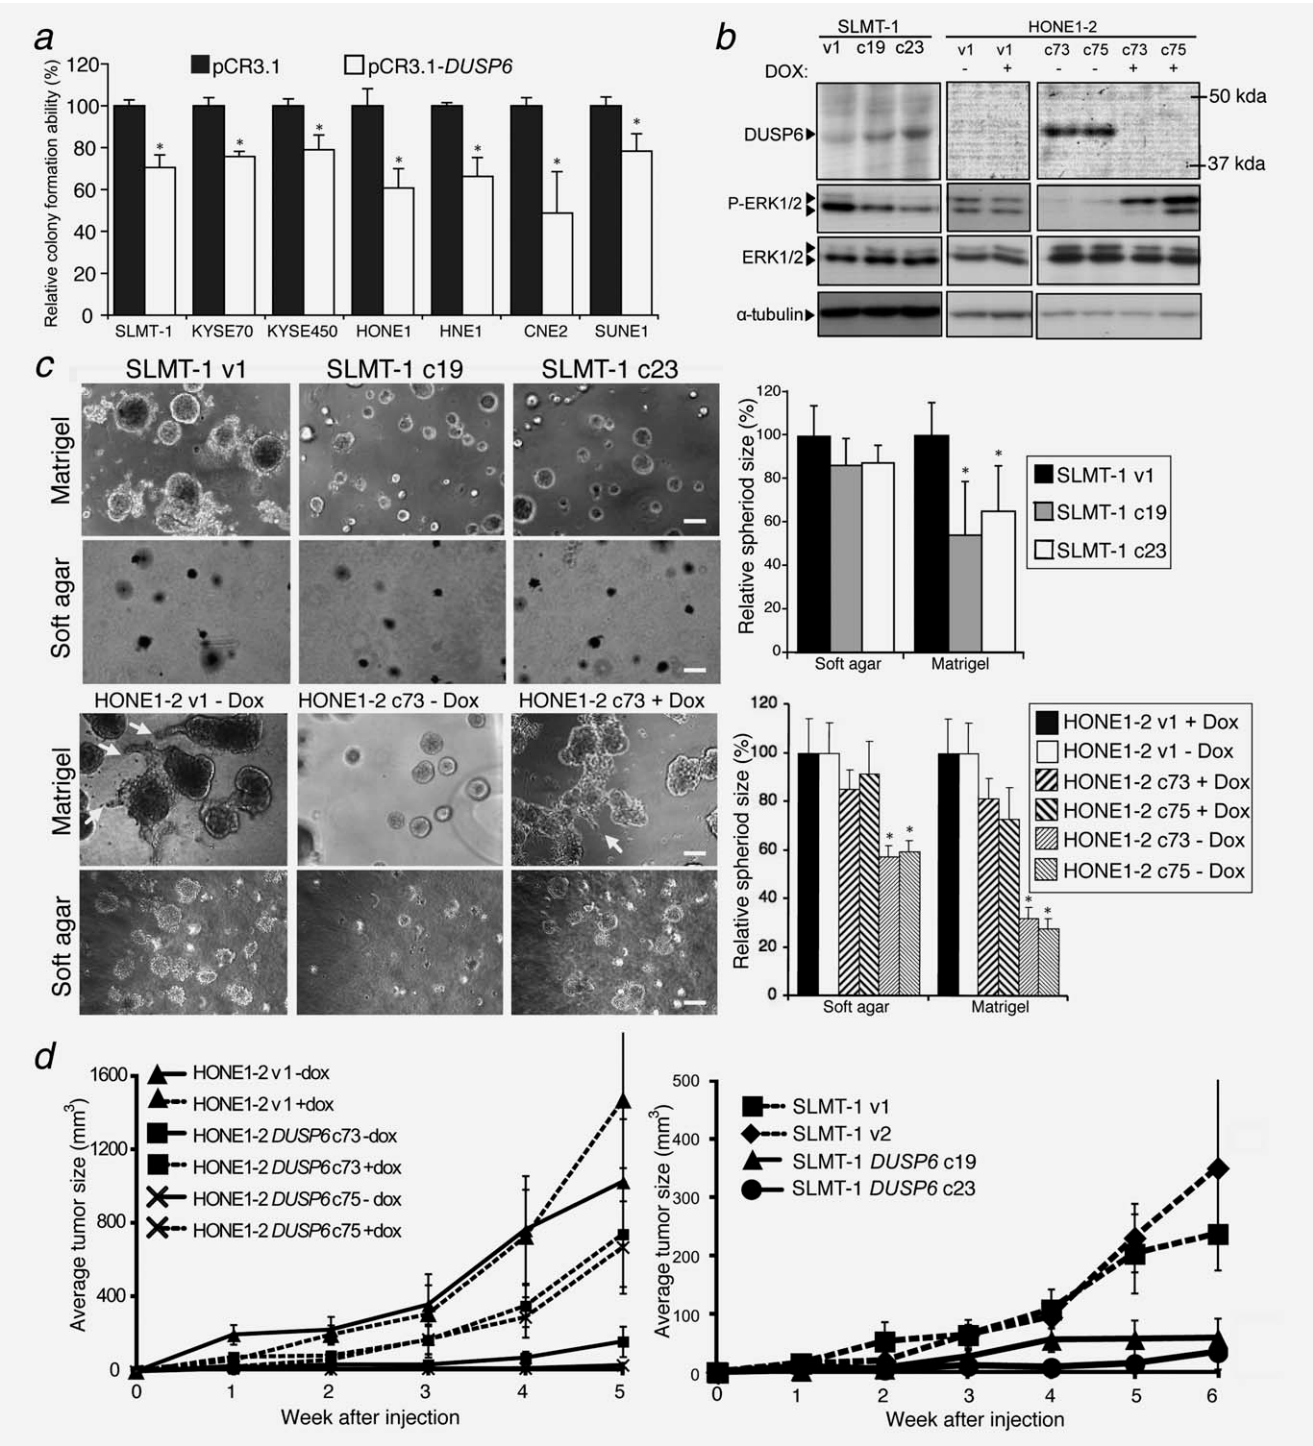 a
Relative colony formation ability (%)
pCR3.1
pCR3.1-DUSP6
120
100
80
60
40
20
0
* * * * * * *
SLMT-1 KYSE70 KYSE450 HONE1 HNE1 CNE2 SUNE1
b
SLMT-1 HONE1-2
v1 c19 c23 v1 v1 c73 c75 c73 c75
DOX: - + - - + +
50 kda
DUSP6
37 kda
P-ERK1/2
ERK1/2
α-tubulin
c
SLMT-1 v1 SLMT-1 c19 SLMT-1 c23
Matrigel
Soft agar
Relative spheriod size (%)
120
100
80
60
40
20
0
* *
Soft agar Matrigel
SLMT-1 v1
SLMT-1 c19
SLMT-1 c23
HONE1-2 v1 - Dox HONE1-2 c73 - Dox HONE1-2 c73 + Dox
Matrigel
Soft agar
Relative spheriod size (%)
120
100
80
60
40
20
0
* * * *
Soft agar Matrigel
HONE1-2 v1 + Dox
HONE1-2 v1 - Dox
HONE1-2 c73 + Dox
HONE1-2 c75 + Dox
HONE1-2 c73 - Dox
HONE1-2 c75 - Dox
d
Average tumor size (mm³)
1600
1200
800
400
0
HONE1-2 v1-dox
HONE1-2 v1+dox
HONE1-2 DUSP6 c73-dox
HONE1-2 DUSP6 c73+dox
HONE1-2 DUSP6 c75- dox
HONE1-2 DUSP6 c75+dox
0 1 2 3 4 5
Week after injection
Average tumor size (mm³)
500
400
300
200
100
0
SLMT-1 v1
SLMT-1 v2
SLMT-1 DUSP6 c19
SLMT-1 DUSP6 c23
0 1 2 3 4 5 6
Week after injection